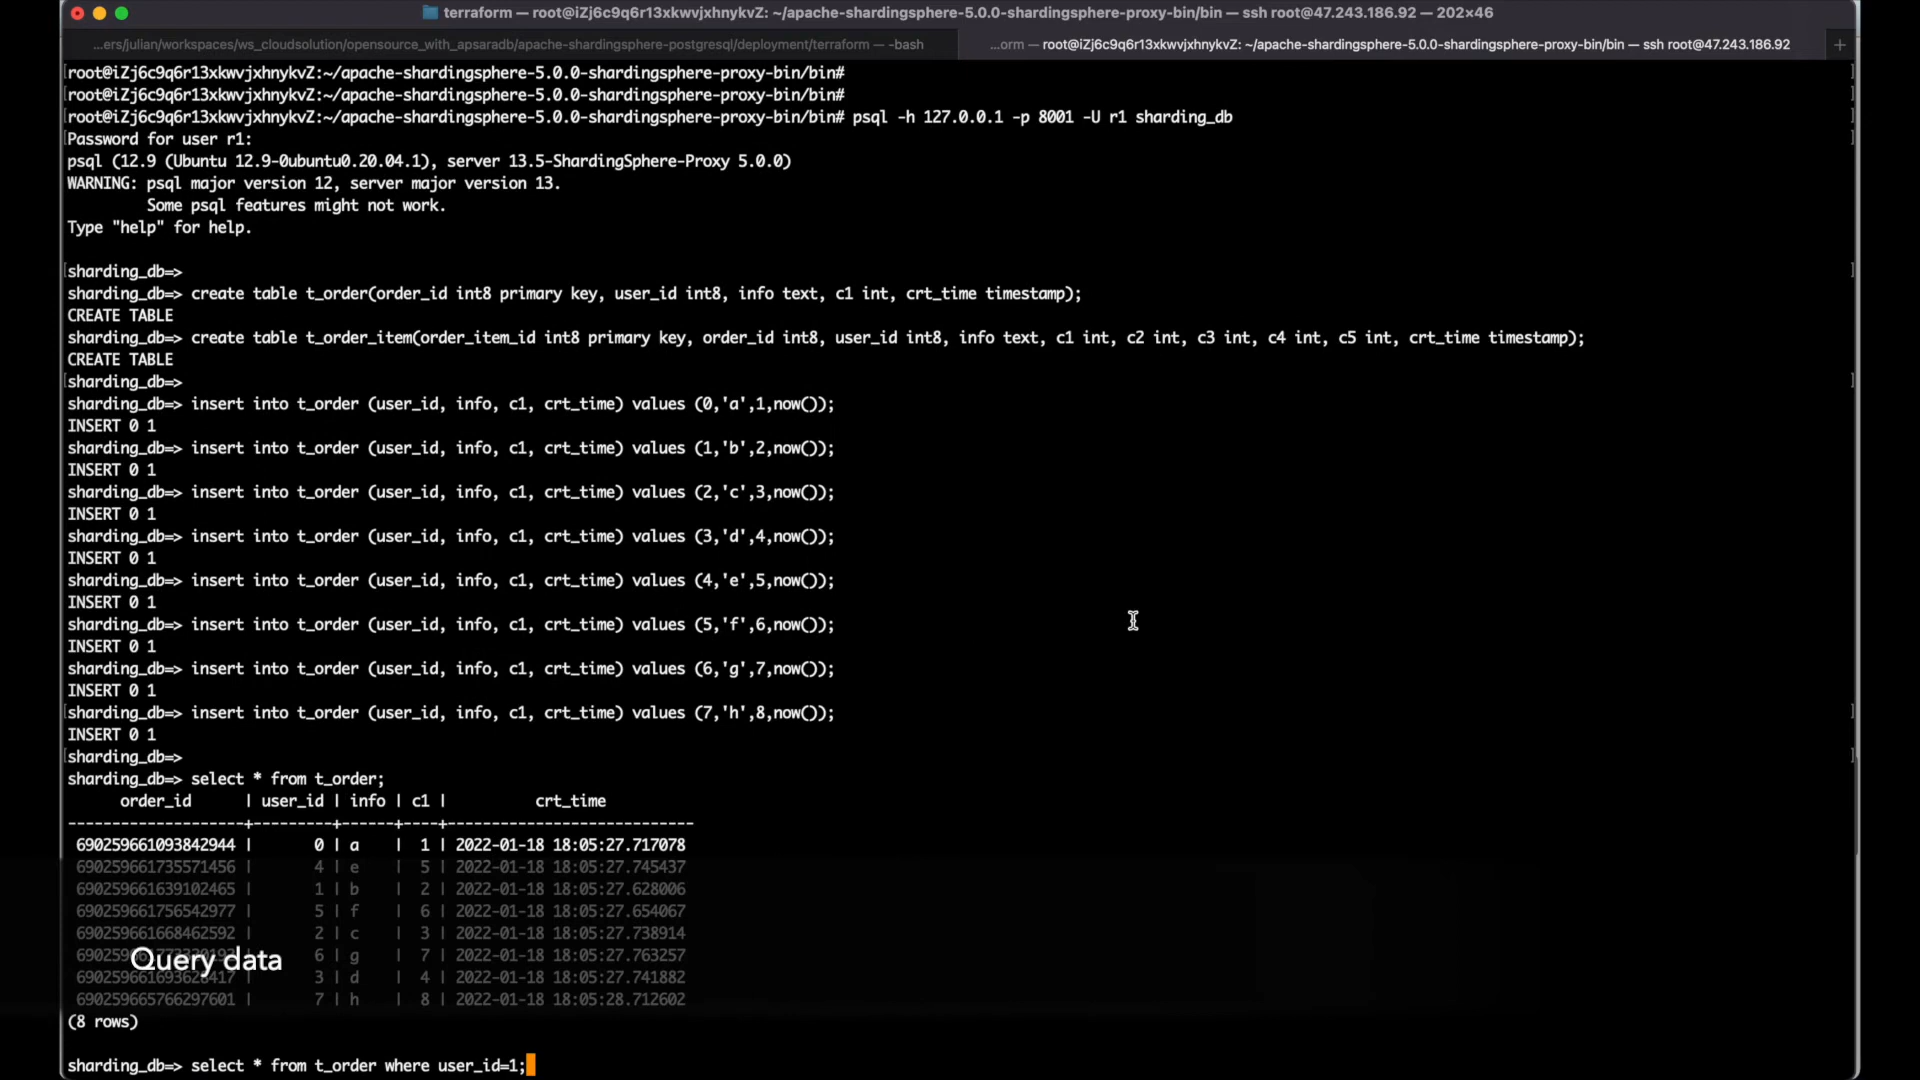 terraform — root@iZj6c9q6r13xkwvjxhnykvZ: ~/apache-shardingsphere-5.0.0-shardingsphere-proxy-bin/bin — ssh root@47.243.186.92 — 202×46
...ers/julian/workspaces/ws_cloudsolution/opensource_with_apsaradb/apache-shardingsphere-postgresql/deployment/terraform — -bash
...orm — root@iZj6c9q6r13xkwvjxhnykvZ: ~/apache-shardingsphere-5.0.0-shardingsphere-proxy-bin/bin — ssh root@47.243.186.92
root@iZj6c9q6r13xkwvjxhnykvZ:~/apache-shardingsphere-5.0.0-shardingsphere-proxy-bin/bin#
root@iZj6c9q6r13xkwvjxhnykvZ:~/apache-shardingsphere-5.0.0-shardingsphere-proxy-bin/bin#
root@iZj6c9q6r13xkwvjxhnykvZ:~/apache-shardingsphere-5.0.0-shardingsphere-proxy-bin/bin# psql -h 127.0.0.1 -p 8001 -U r1 sharding_db
Password for user r1:
psql (12.9 (Ubuntu 12.9-0ubuntu0.20.04.1), server 13.5-ShardingSphere-Proxy 5.0.0)
WARNING: psql major version 12, server major version 13.
Some psql features might not work.
Type "help" for help.
sharding_db=>
sharding_db=> create table t_order(order_id int8 primary key, user_id int8, info text, c1 int, crt_time timestamp);
CREATE TABLE
sharding_db=> create table t_order_item(order_item_id int8 primary key, order_id int8, user_id int8, info text, c1 int, c2 int, c3 int, c4 int, c5 int, crt_time timestamp);
CREATE TABLE
sharding_db=>
sharding_db=> insert into t_order (user_id, info, c1, crt_time) values (0,'a',1,now());
INSERT 0 1
sharding_db=> insert into t_order (user_id, info, c1, crt_time) values (1,'b',2,now());
INSERT 0 1
sharding_db=> insert into t_order (user_id, info, c1, crt_time) values (2,'c',3,now());
INSERT 0 1
sharding_db=> insert into t_order (user_id, info, c1, crt_time) values (3,'d',4,now());
INSERT 0 1
sharding_db=> insert into t_order (user_id, info, c1, crt_time) values (4,'e',5,now());
INSERT 0 1
sharding_db=> insert into t_order (user_id, info, c1, crt_time) values (5,'f',6,now());
INSERT 0 1
sharding_db=> insert into t_order (user_id, info, c1, crt_time) values (6,'g',7,now());
INSERT 0 1
sharding_db=> insert into t_order (user_id, info, c1, crt_time) values (7,'h',8,now());
INSERT 0 1
sharding_db=>
sharding_db=> select * from t_order;
order_id | user_id | info | c1 | crt_time
--------------------+---------+------+----+----------------------------
690259661093842944 | 0 | a | 1 | 2022-01-18 18:05:27.717078
690259661735571456 | 4 | e | 5 | 2022-01-18 18:05:27.745437
690259661639102465 | 1 | b | 2 | 2022-01-18 18:05:27.628006
690259661756542977 | 5 | f | 6 | 2022-01-18 18:05:27.654067
690259661668462592 | 2 | c | 3 | 2022-01-18 18:05:27.738914
6 | g | 7 | 2022-01-18 18:05:27.763257
3 | d | 4 | 2022-01-18 18:05:27.741882
690259665766297601 | 7 | h | 8 | 2022-01-18 18:05:28.712602
Query data
(8 rows)
sharding_db=> select * from t_order where user_id=1;